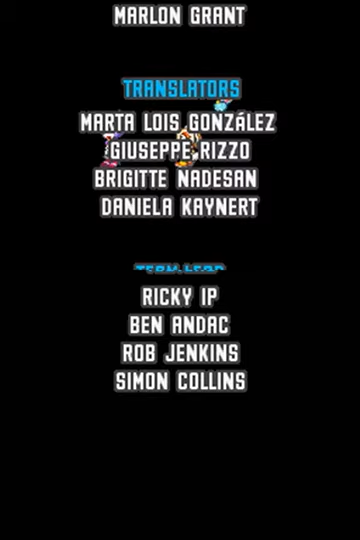 MARLON GRANT
TRANSLATORS
MARTA LOIS GONZÁLEZ
GIUSEPPE RIZZO
BRIGITTE NADESAN
DANIELA KAYNERT
RICKY IP
BEN ANDAC
ROB JENKINS
SIMON COLLINS